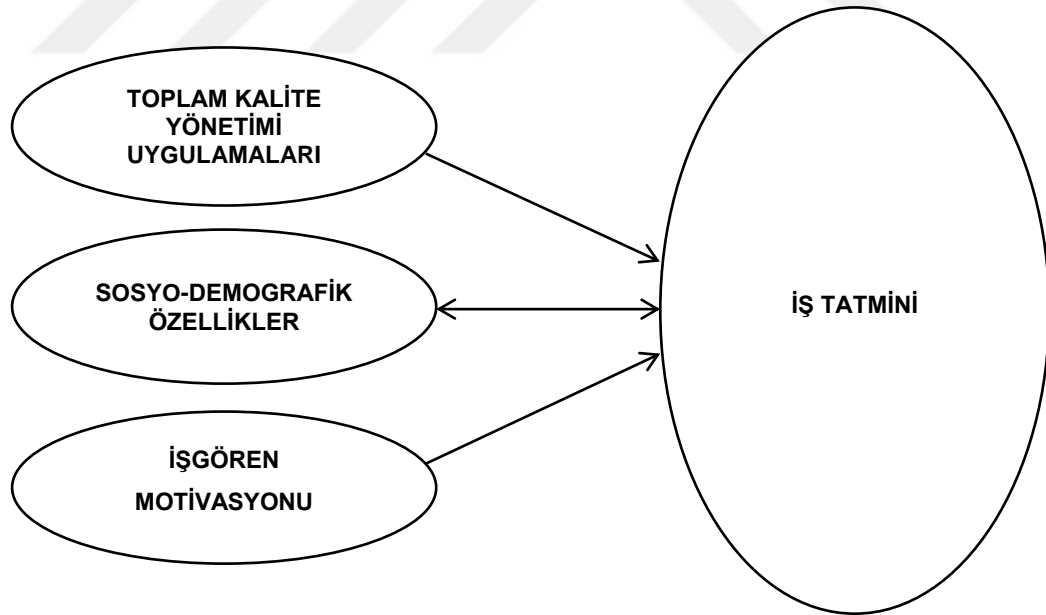 TOPLAM KALİTE
YÖNETİMİ
UYGULAMALARI
SOSYO-DEMOGRAFİK
ÖZELLİKLER
İŞ TATMİNİ
İŞGÖREN
MOTİVASYONU